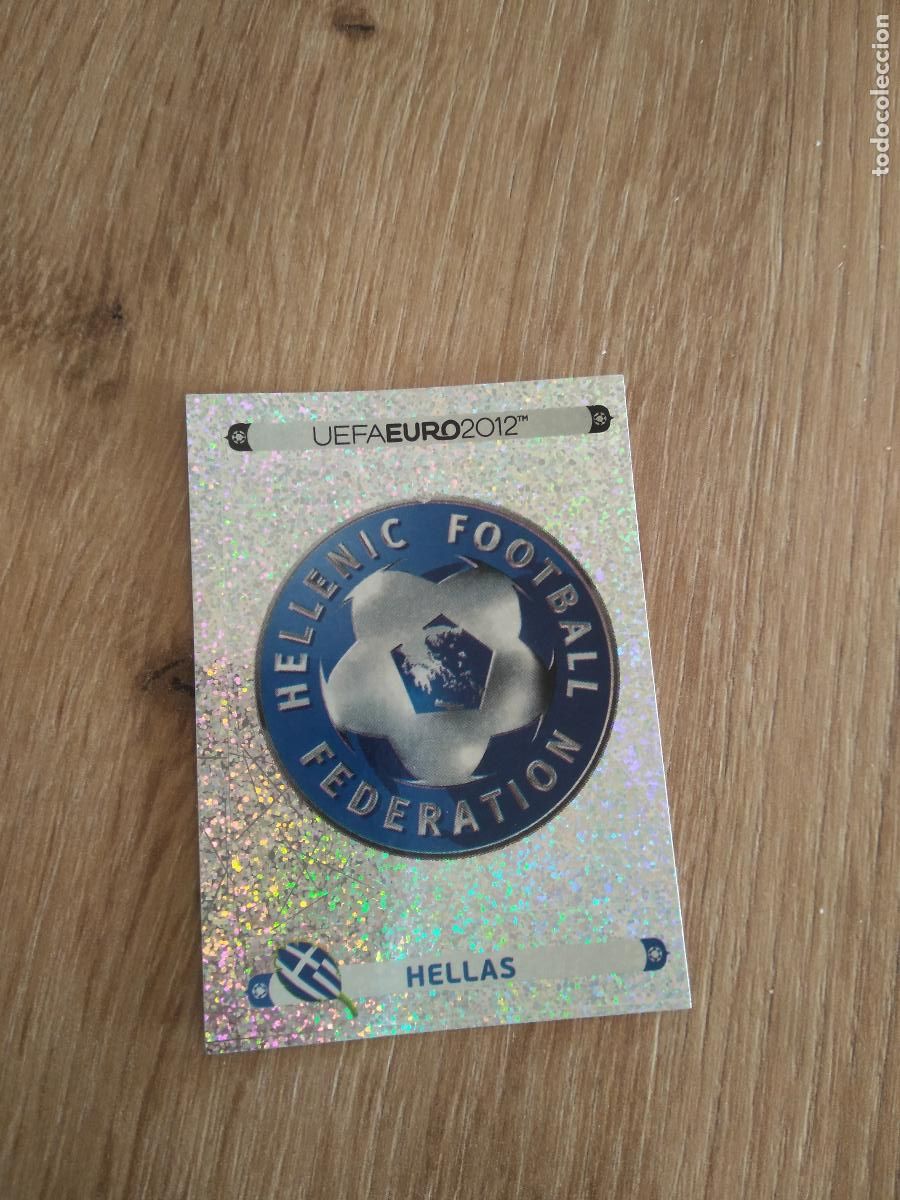 todocoleccion
UEFAEURO2012™
HELLENIC FOOTBALL
FEDERATION
HELLAS